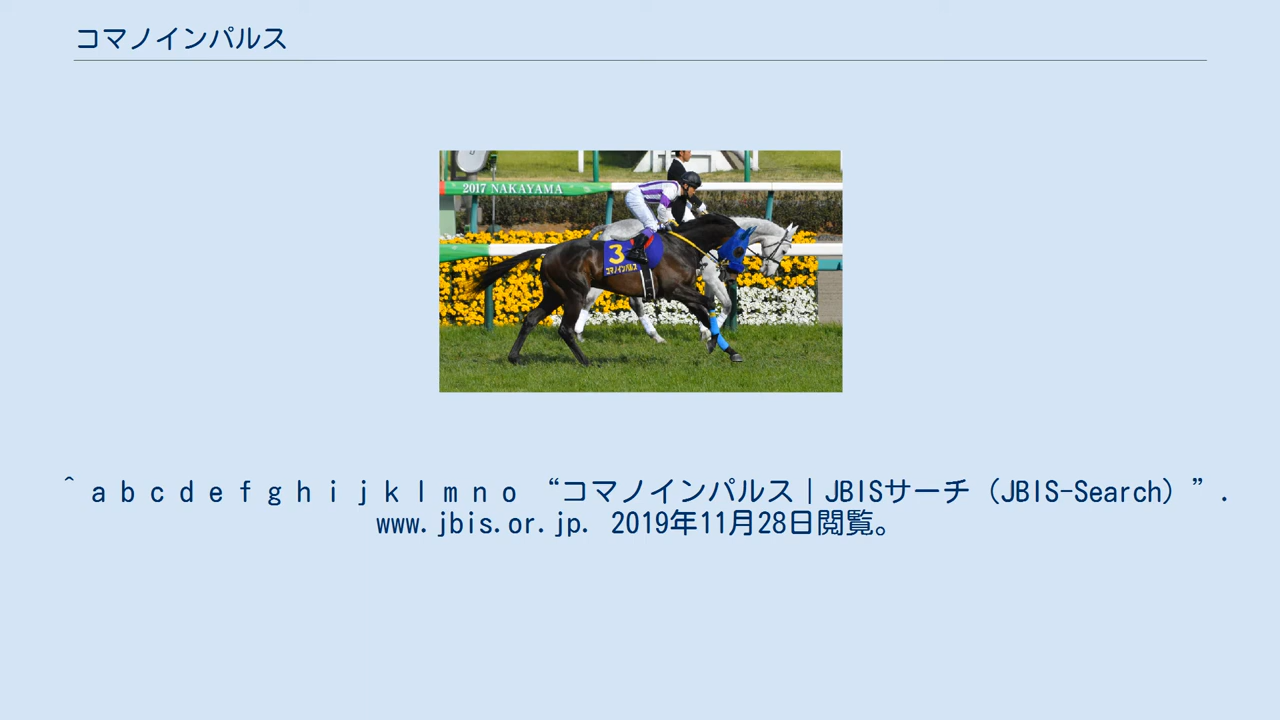 コマノインパルス
2017 NAKAYAMA
3
コマノインパルス
^ a b c d e f g h i j k l m n o “コマノインパルス｜JBISサーチ（JBIS-Search）”.
www.jbis.or.jp. 2019年11月28日閲覧。